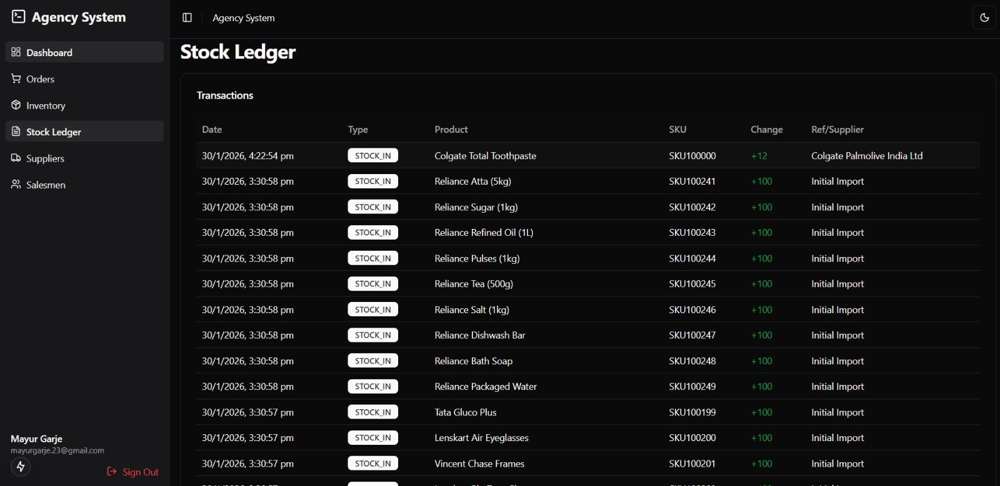 Agency System
Dashboard
Orders
Inventory
Stock Ledger
Suppliers
Salesmen
Mayur Garje
mayurgarje.23@gmail.com
Sign Out
Agency System
Stock Ledger
Transactions
Date Type Product SKU Change Ref/Supplier
30/1/2026, 4:22:54 pm STOCK_IN Colgate Total Toothpaste SKU100000 +12 Colgate Palmolive India Ltd
30/1/2026, 3:30:58 pm STOCK_IN Reliance Atta (5kg) SKU100241 +100 Initial Import
30/1/2026, 3:30:58 pm STOCK_IN Reliance Sugar (1kg) SKU100242 +100 Initial Import
30/1/2026, 3:30:58 pm STOCK_IN Reliance Refined Oil (1L) SKU100243 +100 Initial Import
30/1/2026, 3:30:58 pm STOCK_IN Reliance Pulses (1kg) SKU100244 +100 Initial Import
30/1/2026, 3:30:58 pm STOCK_IN Reliance Tea (500g) SKU100245 +100 Initial Import
30/1/2026, 3:30:58 pm STOCK_IN Reliance Salt (1kg) SKU100246 +100 Initial Import
30/1/2026, 3:30:58 pm STOCK_IN Reliance Dishwash Bar SKU100247 +100 Initial Import
30/1/2026, 3:30:58 pm STOCK_IN Reliance Bath Soap SKU100248 +100 Initial Import
30/1/2026, 3:30:58 pm STOCK_IN Reliance Packaged Water SKU100249 +100 Initial Import
30/1/2026, 3:30:57 pm STOCK_IN Tata Gluco Plus SKU100199 +100 Initial Import
30/1/2026, 3:30:57 pm STOCK_IN Lenskart Air Eyeglasses SKU100200 +100 Initial Import
30/1/2026, 3:30:57 pm STOCK_IN Vincent Chase Frames SKU100201 +100 Initial Import